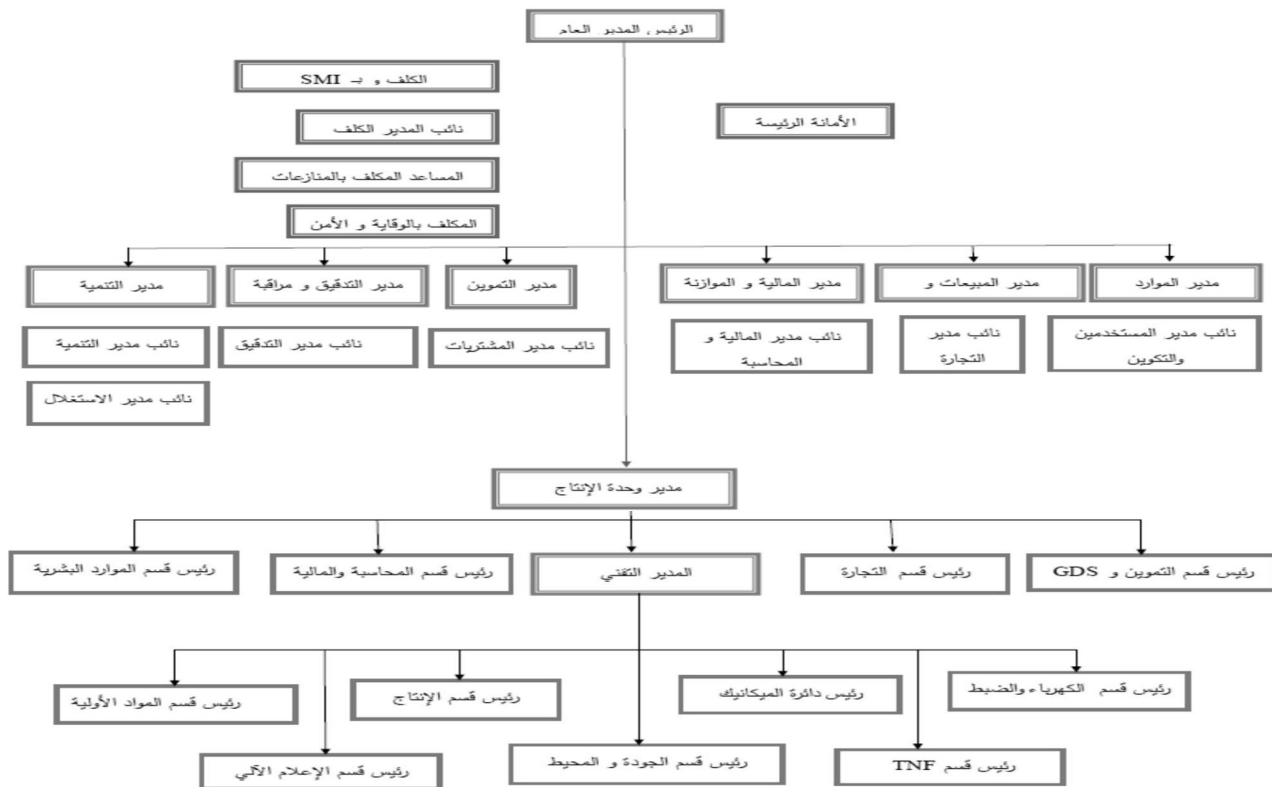 الرئيس المدير العام
الكلف و بـ SMI
الأمانة الرئيسة
نائب المدير الكلف
المساعد المكلف بالمنازعات
المكلف بالوقاية و الأمن
مدير الموارد
مدير المبيعات و
مدير المالية و الموازنة
مدير التموين
مدير التدقيق و مراقبة
مدير التنمية
نائب مدير المستخدمين
والتكوين
نائب مدير
التجارة
نائب مدير المالية و
المحاسبة
نائب مدير المشتريات
نائب مدير التدقيق
نائب مدير التنمية
نائب مدير الاستغلال
مدير وحدة الإنتاج
رئيس قسم التموين و GDS
رئيس قسم التجارة
المدير التقني
رئيس قسم المحاسبة والمالية
رئيس قسم الموارد البشرية
رئيس قسم الكهرباء والضبط
رئيس دائرة الميكانيك
رئيس قسم الإنتاج
رئيس قسم المواد الأولية
رئيس قسم TNF
رئيس قسم الجودة و المحيط
رئيس قسم الإعلام الآلي